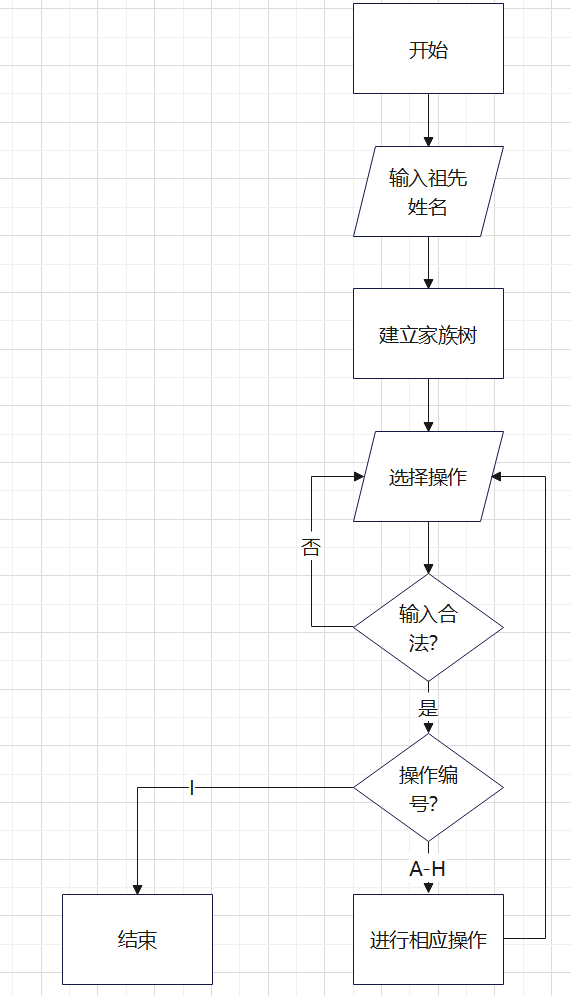 开始
输入祖先
姓名
建立家族树
选择操作
否
输入合
法?
是
操作编
号?
I
A-H
结束
进行相应操作